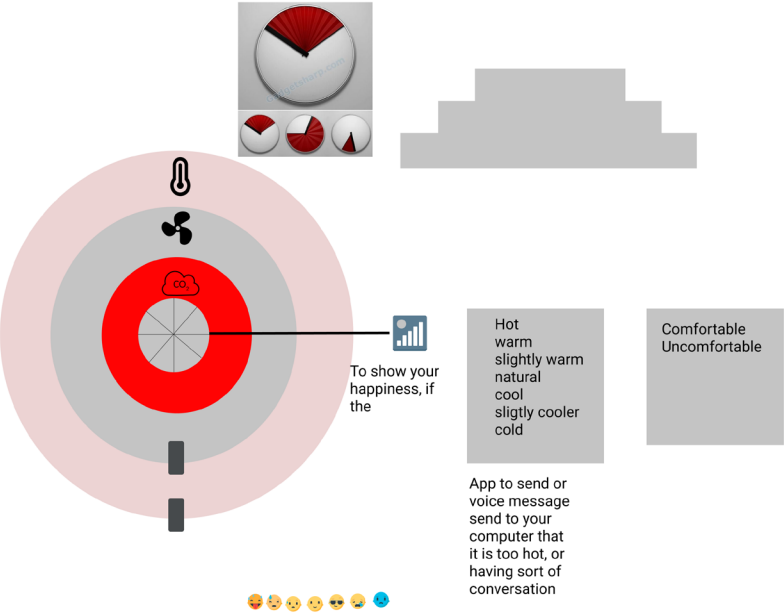 CO2
To show your
happiness, if
the
Hot
warm
slightly warm
natural
cool
sligtly cooler
cold
Comfortable
Uncomfortable
App to send or
voice message
send to your
computer that
it is too hot, or
having sort of
conversation